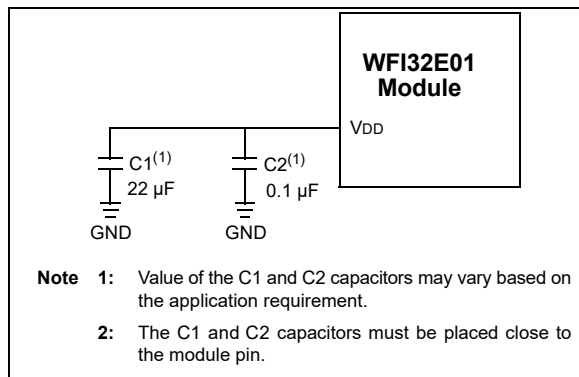 WFI32E01
Module
VDD
C1(1)
22 µF
GND
C2(1)
0.1 µF
GND
Note 1: Value of the C1 and C2 capacitors may vary based on
the application requirement.
2: The C1 and C2 capacitors must be placed close to
the module pin.